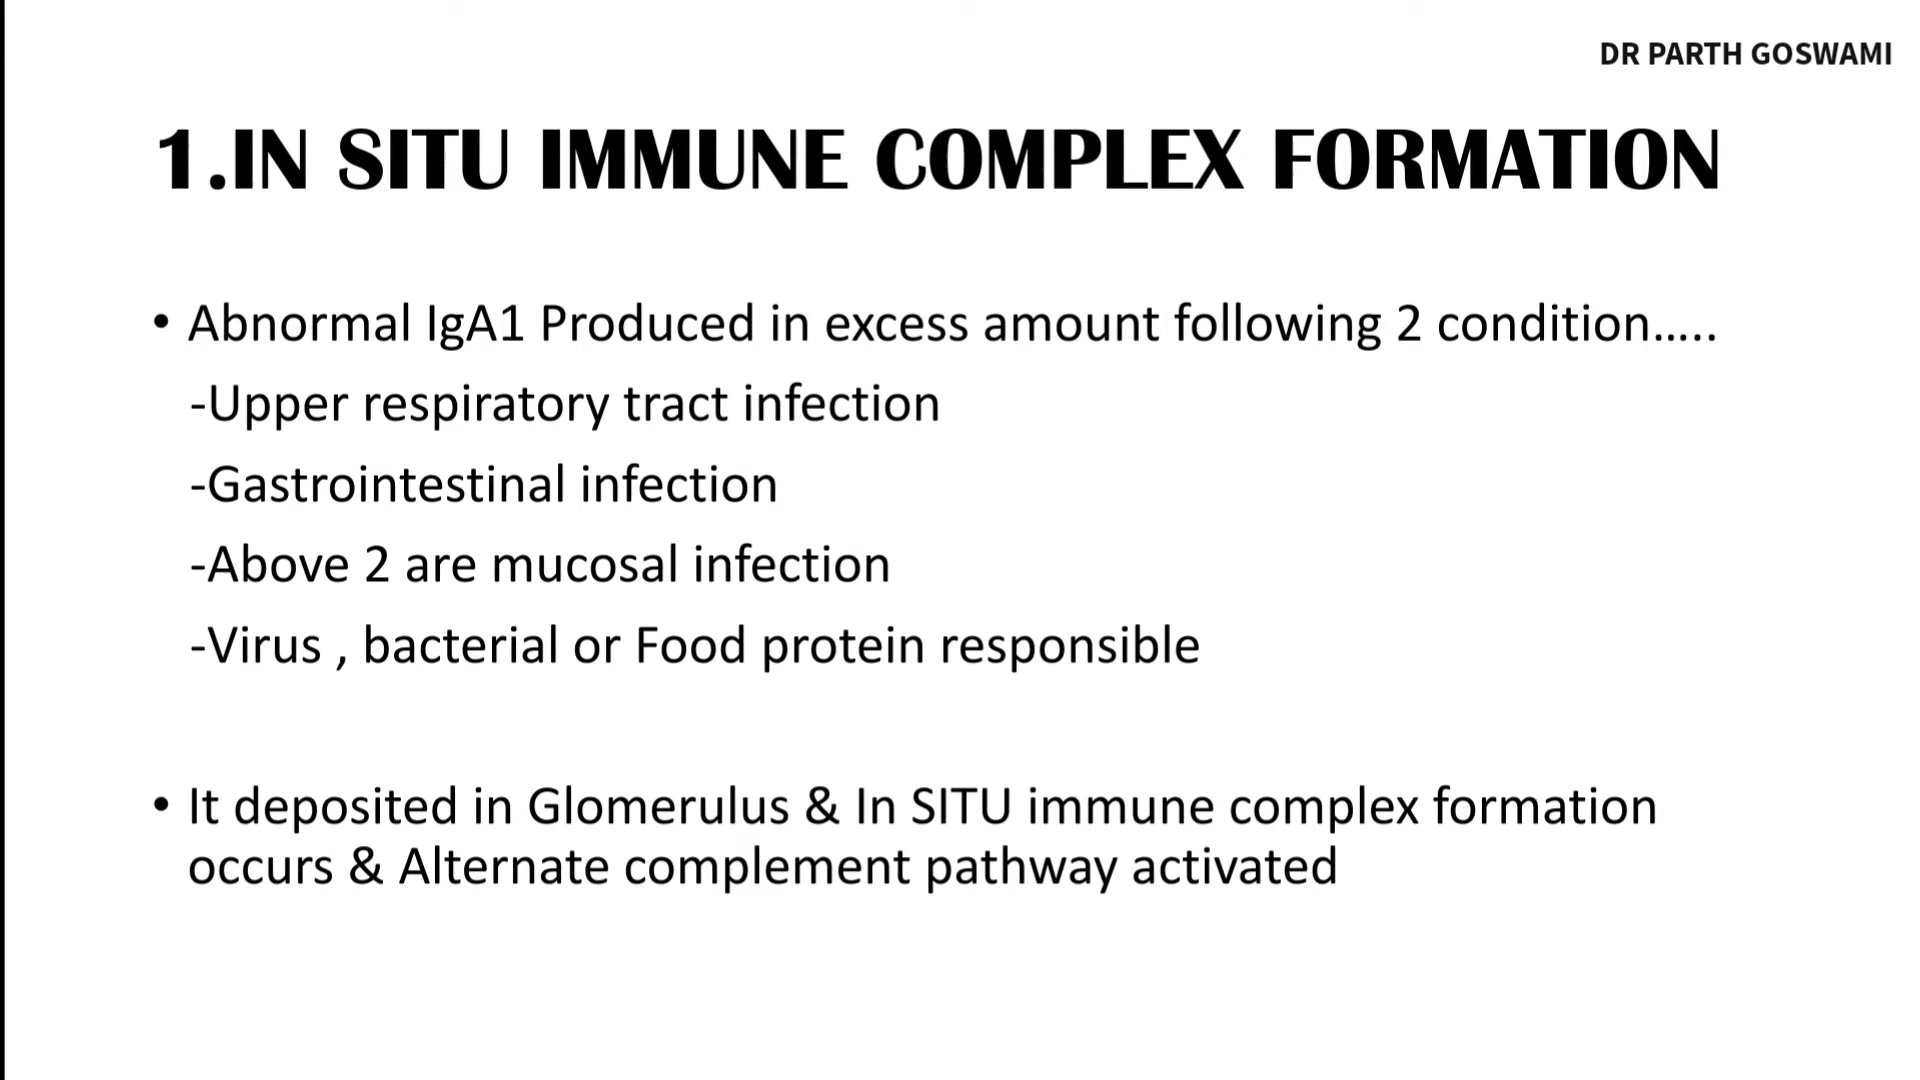 DR PARTH GOSWAMI
1.IN SITU IMMUNE COMPLEX FORMATION
• Abnormal IgA1 Produced in excess amount following 2 condition.....
-Upper respiratory tract infection
-Gastrointestinal infection
-Above 2 are mucosal infection
-Virus , bacterial or Food protein responsible
• It deposited in Glomerulus & In SITU immune complex formation
occurs & Alternate complement pathway activated